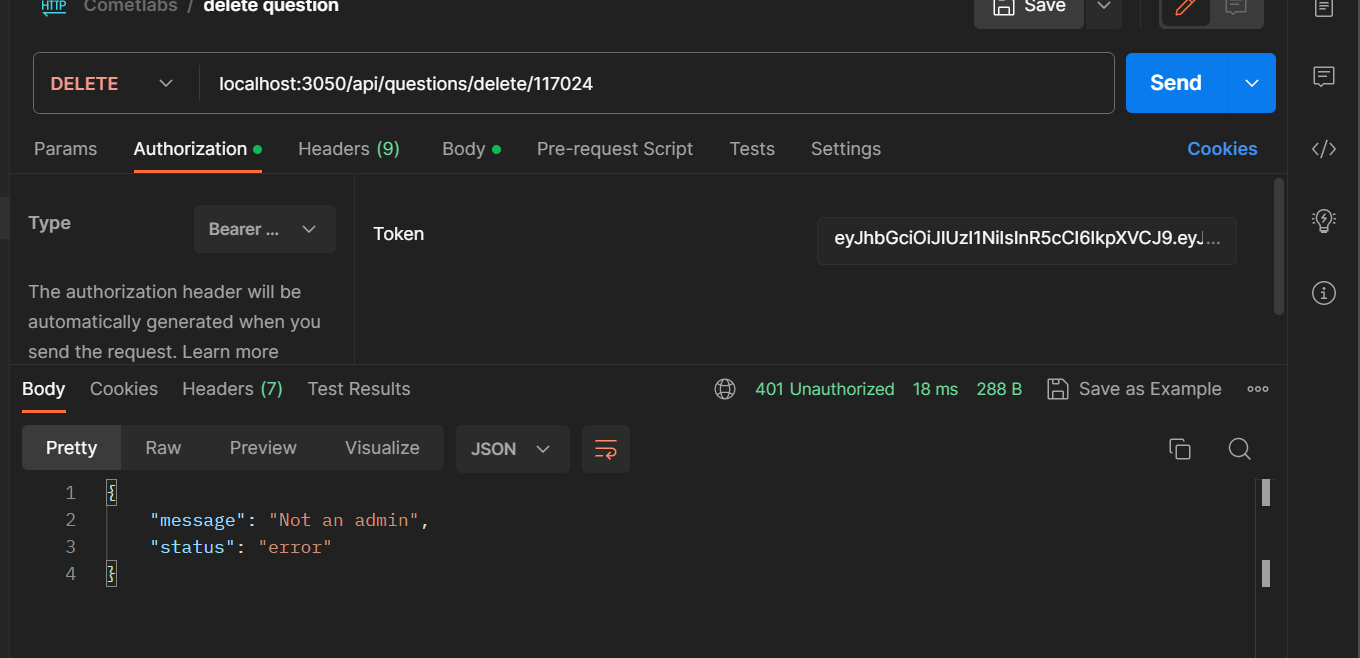 HTTP Cometlabs / delete question Save
DELETE localhost:3050/api/questions/delete/117024 Send
Params Authorization Headers (9) Body Pre-request Script Tests Settings Cookies
Type Bearer ... Token eyJhbGciOiJIUzI1NiIsInR5cCI6IkpXVCJ9.eyJ...
The authorization header will be
automatically generated when you
send the request. Learn more
Body Cookies Headers (7) Test Results 401 Unauthorized 18 ms 288 B Save as Example
Pretty Raw Preview Visualize JSON
1 {
2 "message": "Not an admin",
3 "status": "error"
4 }